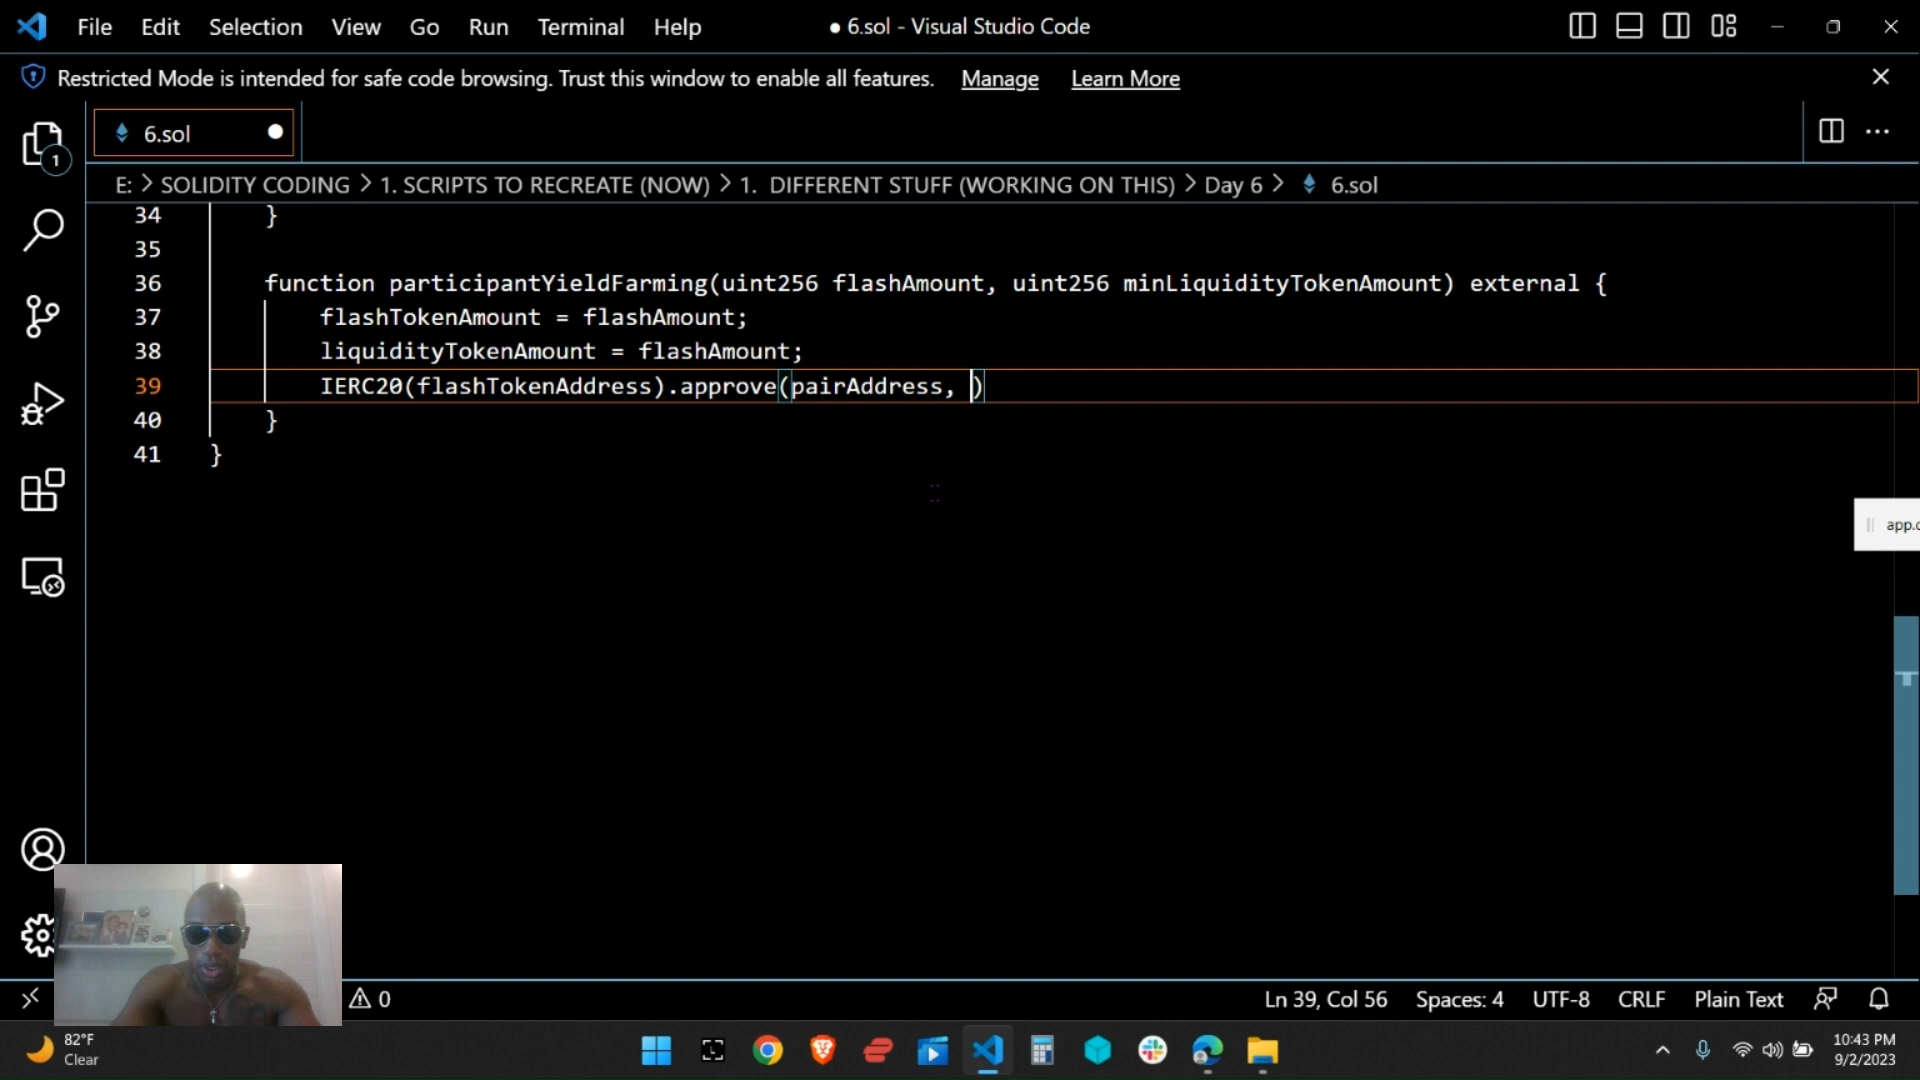 File Edit Selection View Go Run Terminal Help
● 6.sol - Visual Studio Code
Restricted Mode is intended for safe code browsing. Trust this window to enable all features. Manage Learn More
6.sol
E: > SOLIDITY CODING > 1. SCRIPTS TO RECREATE (NOW) > 1. DIFFERENT STUFF (WORKING ON THIS) > Day 6 > 6.sol
1
34 }
35
36 function participantYieldFarming(uint256 flashAmount, uint256 minLiquidityTokenAmount) external {
37 flashTokenAmount = flashAmount;
38 liquidityTokenAmount = flashAmount;
39 IERC20(flashTokenAddress).approve(pairAddress, )
40 }
41 }
0
Ln 39, Col 56 Spaces: 4 UTF-8 CRLF Plain Text
82°F
Clear
10:43 PM
9/2/2023